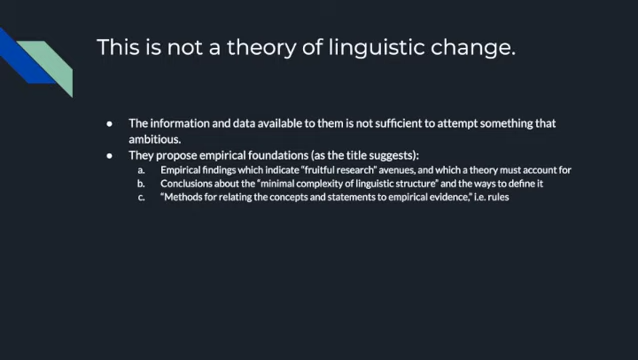 This is not a theory of linguistic change.
● The information and data available to them is not sufficient to attempt something that
ambitious.
● They propose empirical foundations (as the title suggests):
a. Empirical findings which indicate “fruitful research” avenues, and which a theory must account for
b. Conclusions about the “minimal complexity of linguistic structure” and the ways to define it
c. “Methods for relating the concepts and statements to empirical evidence,” i.e. rules